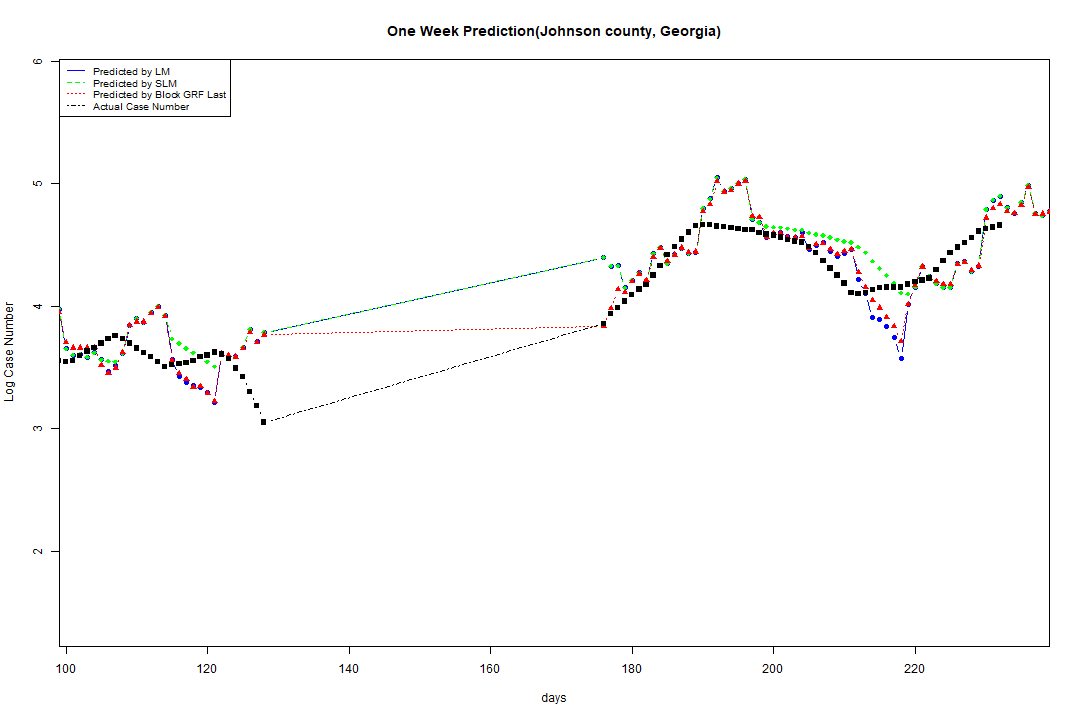 One Week Prediction(Johnson county, Georgia)
Predicted by LM
Predicted by SLM
Predicted by Block GRF Last
Actual Case Number
6
5
4
3
2
Log Case Number
100 120 140 160 180 200 220
days